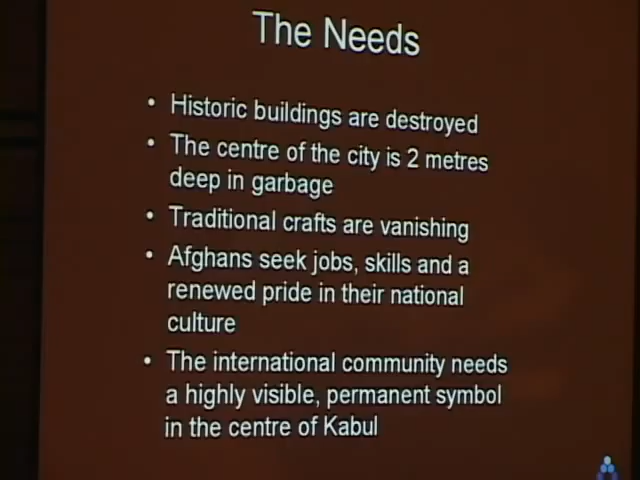 The Needs
• Historic buildings are destroyed
• The centre of the city is 2 metres
deep in garbage
• Traditional crafts are vanishing
• Afghans seek jobs, skills and a
renewed pride in their national
culture
• The international community needs
a highly visible, permanent symbol
in the centre of Kabul